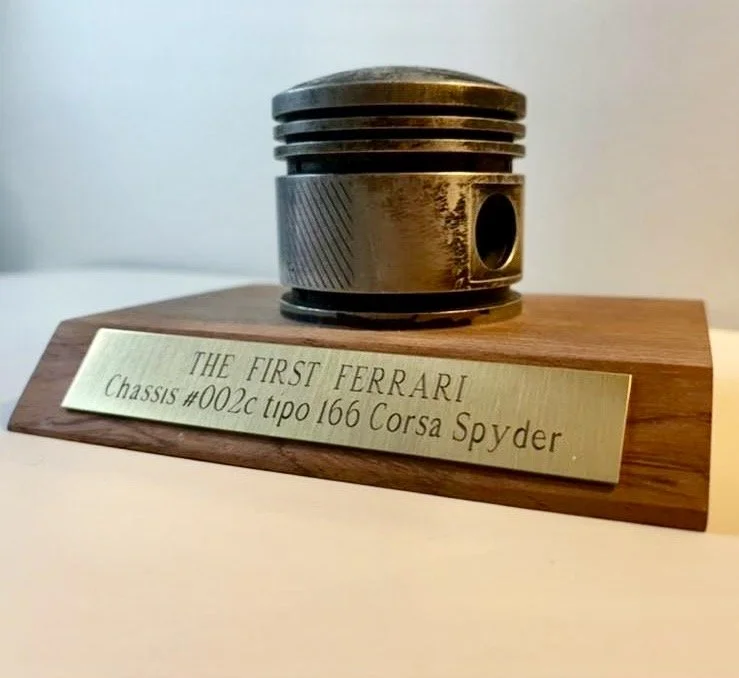 THE FIRST FERRARI
Chassis #002c tipo 166 Corsa Spyder